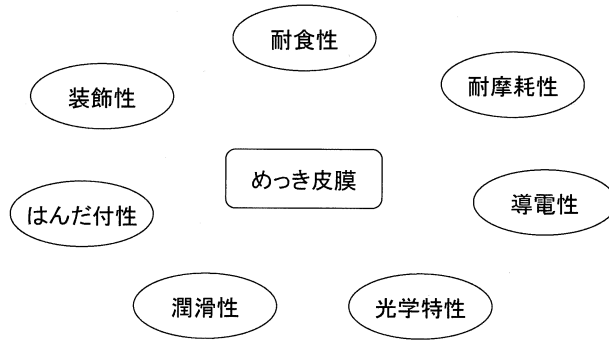 耐食性
装飾性
耐摩耗性
めっき皮膜
はんだ付性
導電性
潤滑性
光学特性